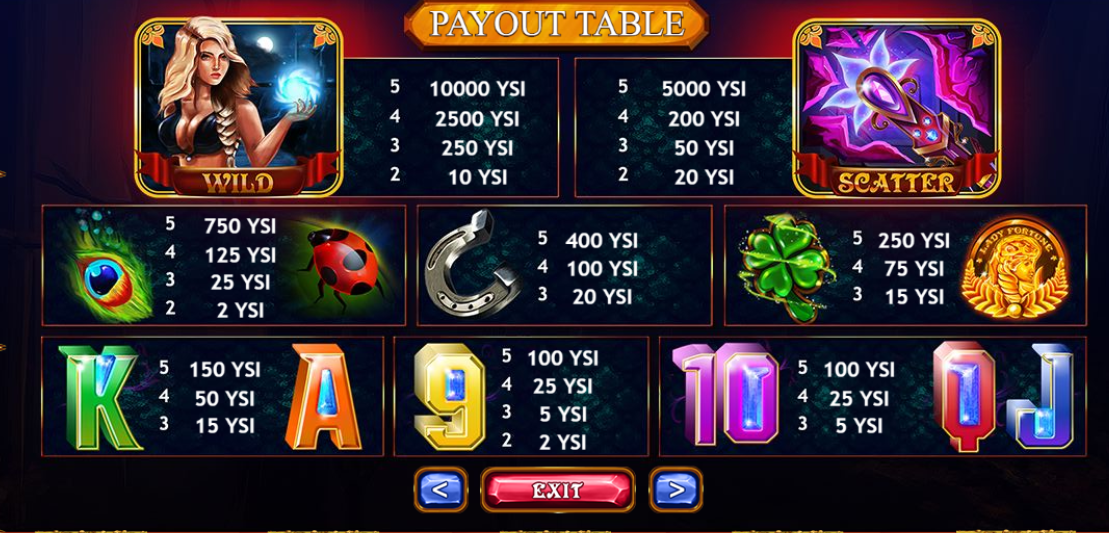 PAYOUT TABLE
WILD
5 10000 YSI
4 2500 YSI
3 250 YSI
2 10 YSI
5 5000 YSI
4 200 YSI
3 50 YSI
2 20 YSI
SCATTER
5 750 YSI
4 125 YSI
3 25 YSI
2 2 YSI
5 400 YSI
4 100 YSI
3 20 YSI
5 250 YSI
4 75 YSI
3 15 YSI
LADY FORTUNE
K
5 150 YSI
4 50 YSI
3 15 YSI
A
9
5 100 YSI
4 25 YSI
3 5 YSI
2 2 YSI
10
5 100 YSI
4 25 YSI
3 5 YSI
Q J
< EXIT >